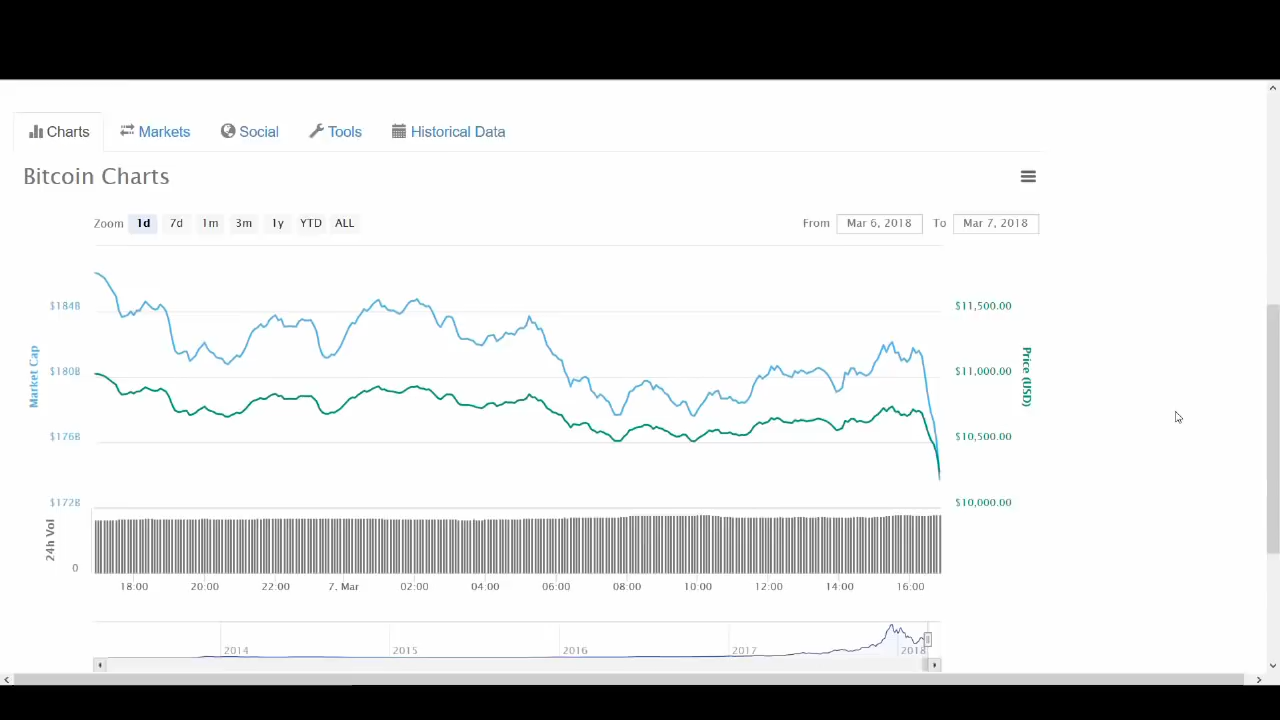 Charts Markets Social Tools Historical Data
Bitcoin Charts
Zoom 1d 7d 1m 3m 1y YTD ALL From Mar 6, 2018 To Mar 7, 2018
Market Cap
$184B
$180B
$176B
$172B
$11,500.00
$11,000.00
$10,500.00
$10,000.00
Price (USD)
24h Vol
0
18:00 20:00 22:00 7. Mar 02:00 04:00 06:00 08:00 10:00 12:00 14:00 16:00
2014 2015 2016 2017 2018